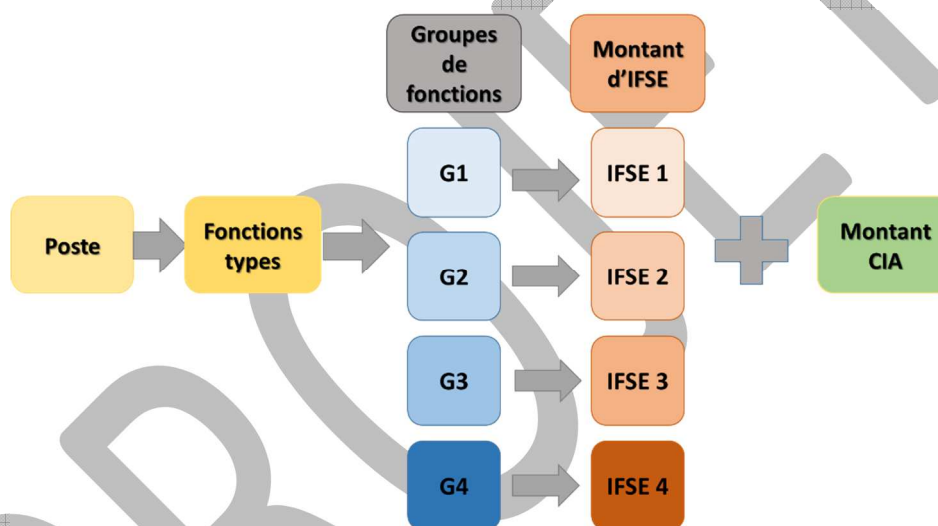 Groupes
de
fonctions
Montant
d'IFSE
G1
IFSE 1
Poste
Fonctions
types
G2
IFSE 2
Montant
CIA
G3
IFSE 3
G4
IFSE 4